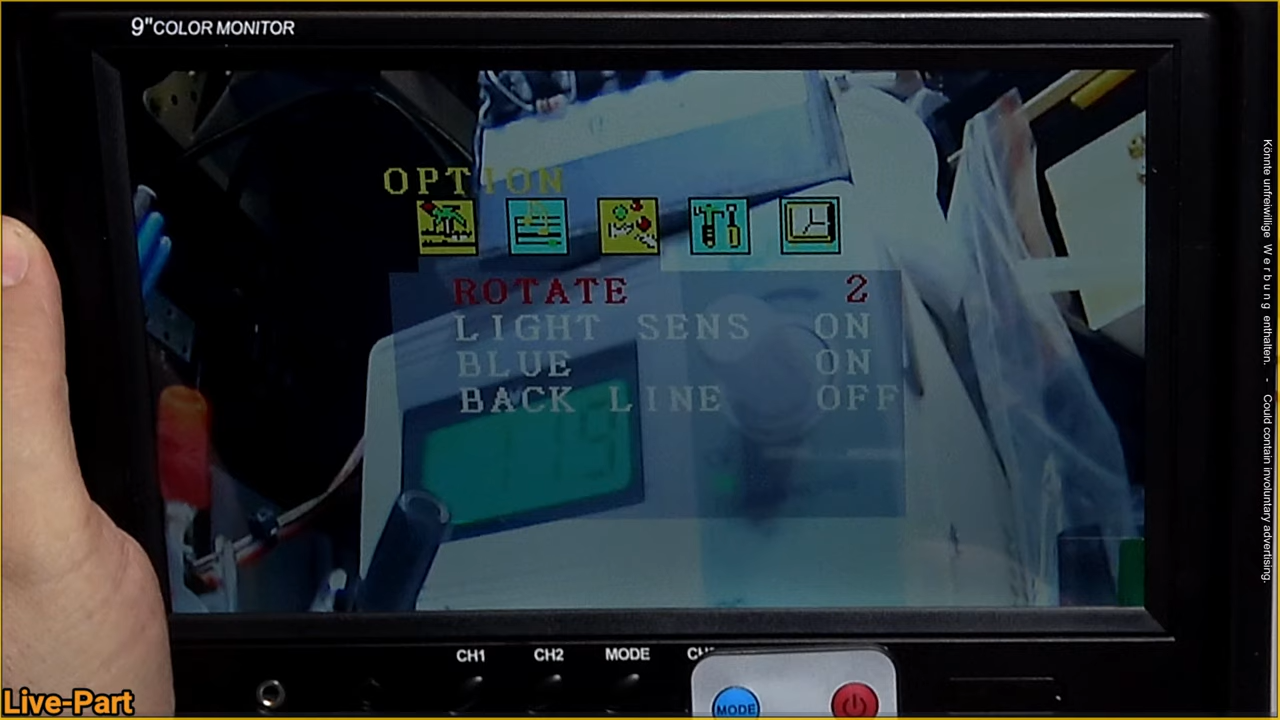 9"COLOR MONITOR
OPTION
ROTATE 2
LIGHT SENS ON
BLUE ON
BACK LINE OFF
CH1 CH2 MODE
MODE
Live-Part
Könnte unfreiwillige Werbung enthalten. - Could contain involuntary advertising.